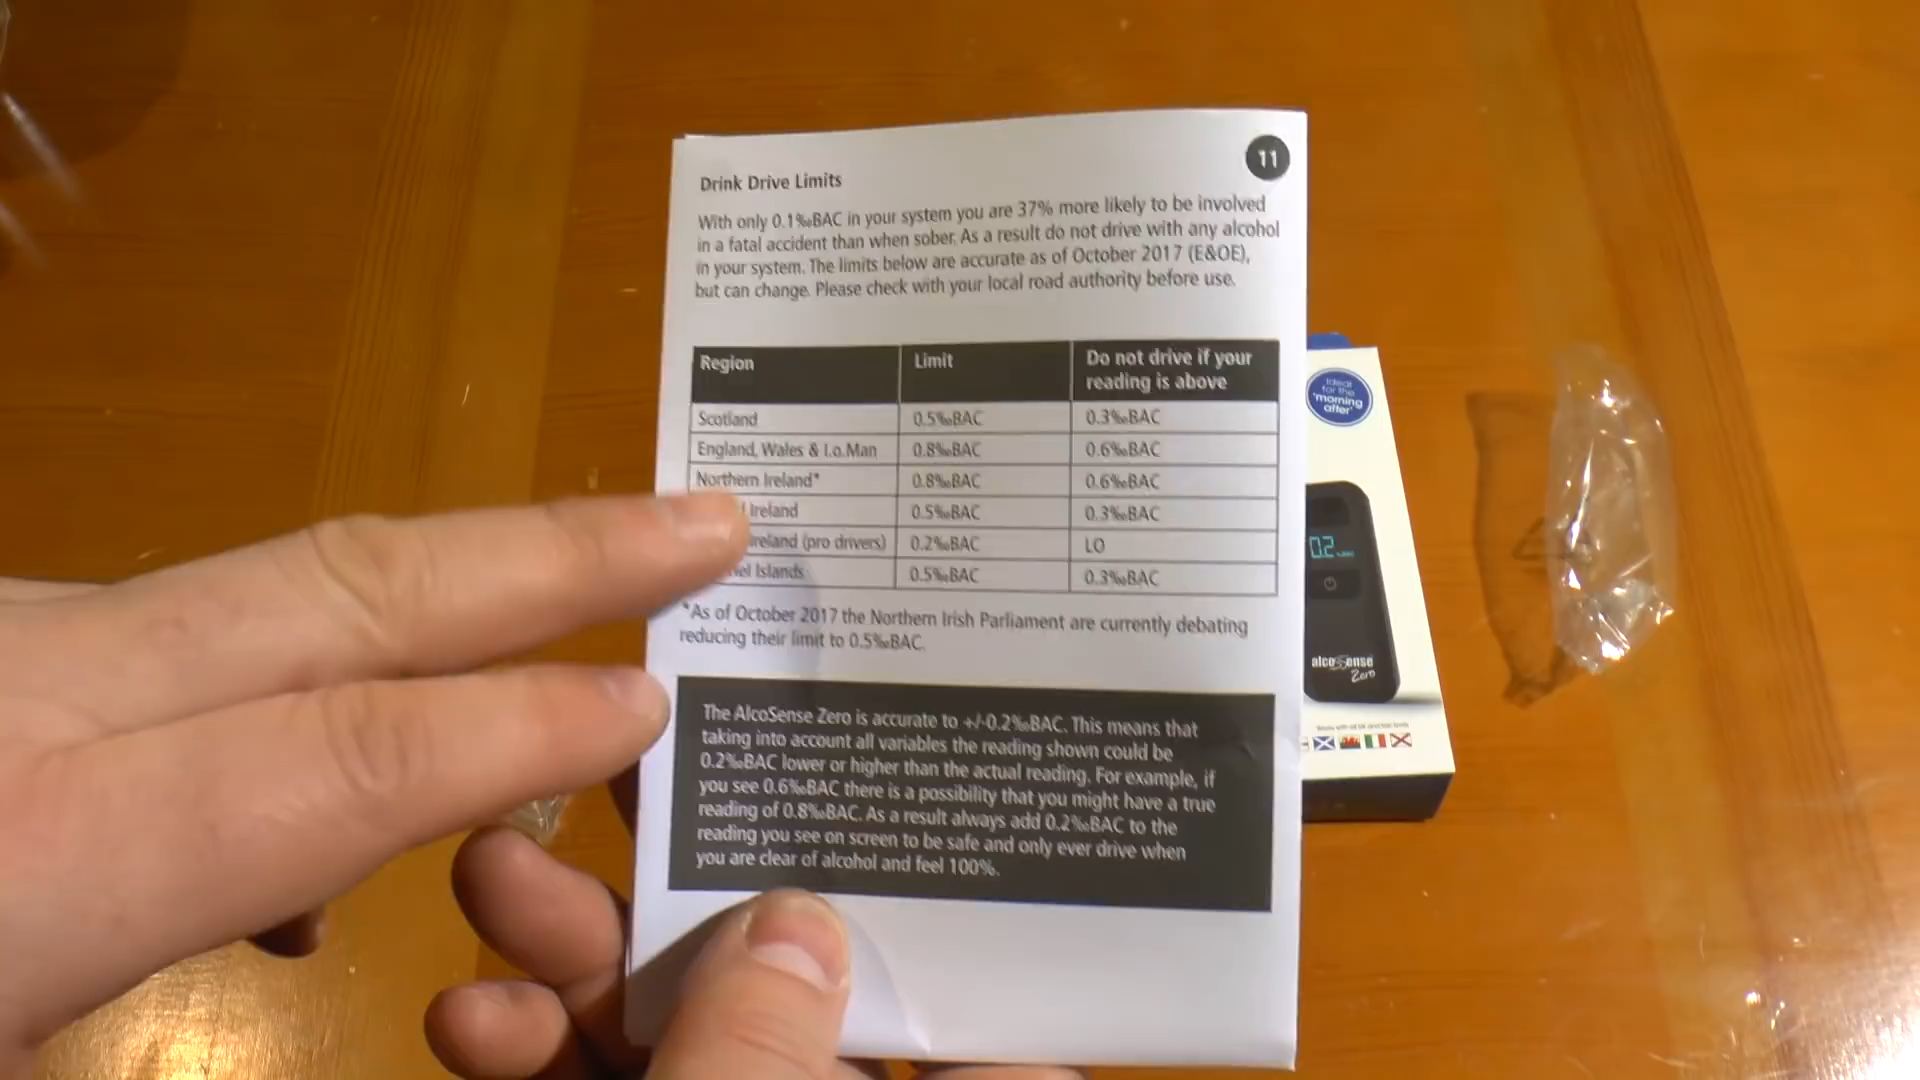 11
Drink Drive Limits
With only 0.1‰BAC in your system you are 37% more likely to be involved
in a fatal accident than when sober. As a result do not drive with any alcohol
in your system. The limits below are accurate as of October 2017 (E&OE),
but can change. Please check with your local road authority before use.
Region Limit Do not drive if your
reading is above
Scotland 0.5‰BAC 0.3‰BAC
England, Wales & I.o.Man 0.8‰BAC 0.6‰BAC
Northern Ireland* 0.8‰BAC 0.6‰BAC
Ireland 0.5‰BAC 0.3‰BAC
Ireland (pro drivers) 0.2‰BAC LO
Islands 0.5‰BAC 0.3‰BAC
*As of October 2017 the Northern Irish Parliament are currently debating
reducing their limit to 0.5‰BAC.
The AlcoSense Zero is accurate to +/-0.2‰BAC. This means that
taking into account all variables the reading shown could be
0.2‰BAC lower or higher than the actual reading. For example, if
you see 0.6‰BAC there is a possibility that you might have a true
reading of 0.8‰BAC. As a result always add 0.2‰BAC to the
reading you see on screen to be safe and only ever drive when
you are clear of alcohol and feel 100%.
Ideal
for the
'morning
after'
0.2
alcoSense
Zero